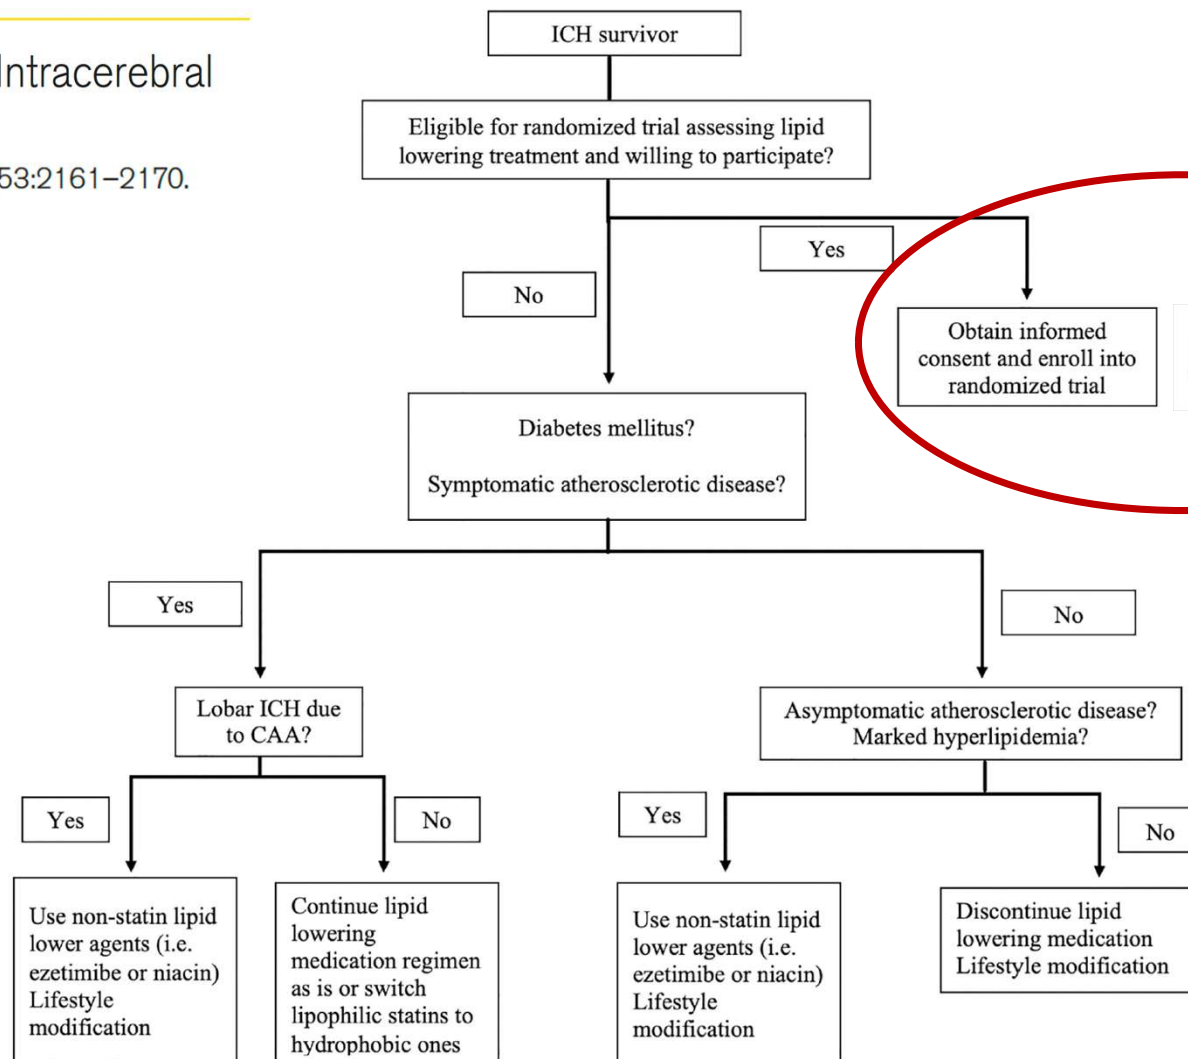 Intracerebral
53:2161–2170.
ICH survivor
Eligible for randomized trial assessing lipid
lowering treatment and willing to participate?
Yes
No
Obtain informed
consent and enroll into
randomized trial
Diabetes mellitus?
Symptomatic atherosclerotic disease?
Yes
No
Lobar ICH due
to CAA?
Asymptomatic atherosclerotic disease?
Marked hyperlipidemia?
Yes
No
Yes
No
Use non-statin lipid
lower agents (i.e.
ezetimibe or niacin)
Lifestyle
modification
Continue lipid
lowering
medication regimen
as is or switch
lipophilic statins to
hydrophobic ones
Use non-statin lipid
lower agents (i.e.
ezetimibe or niacin)
Lifestyle
modification
Discontinue lipid
lowering medication
Lifestyle modification